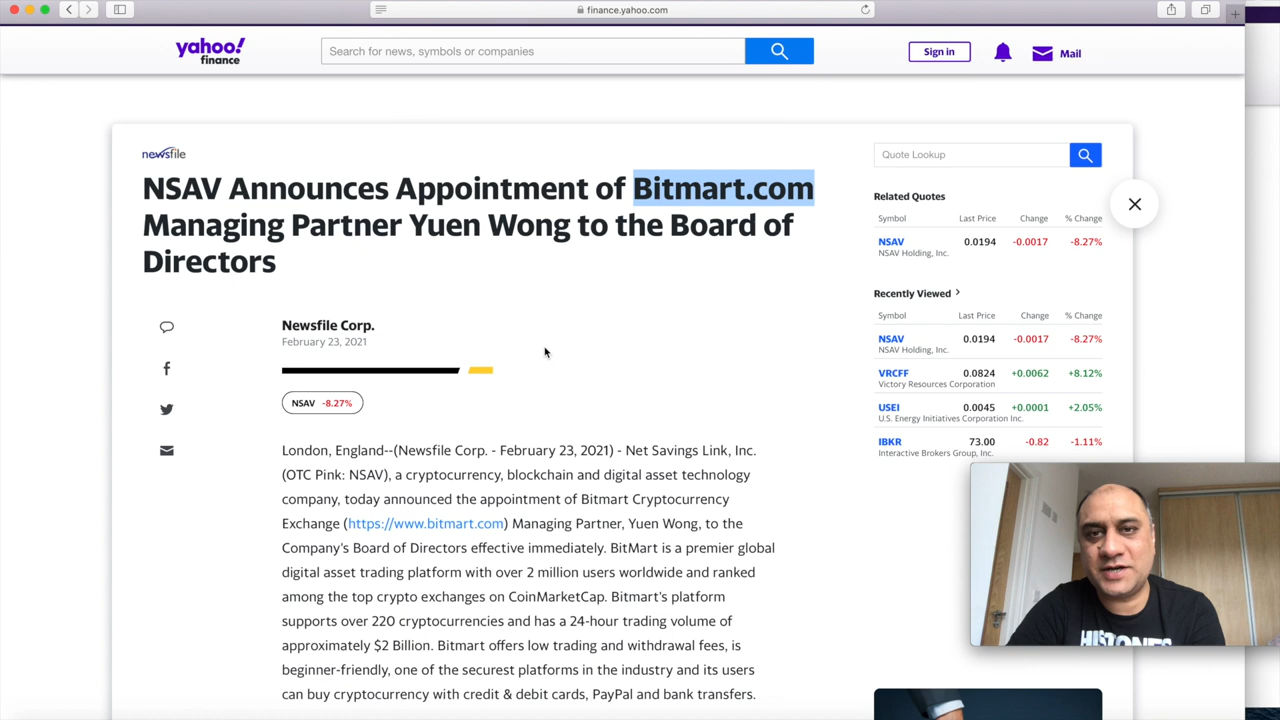 finance.yahoo.com
yahoo!
finance
Search for news, symbols or companies
Sign in
Mail
newsfile
NSAV Announces Appointment of Bitmart.com
Managing Partner Yuen Wong to the Board of
Directors
Newsfile Corp.
February 23, 2021
NSAV -8.27%
London, England--(Newsfile Corp. - February 23, 2021) - Net Savings Link, Inc.
(OTC Pink: NSAV), a cryptocurrency, blockchain and digital asset technology
company, today announced the appointment of Bitmart Cryptocurrency
Exchange (https://www.bitmart.com) Managing Partner, Yuen Wong, to the
Company's Board of Directors effective immediately. BitMart is a premier global
digital asset trading platform with over 2 million users worldwide and ranked
among the top crypto exchanges on CoinMarketCap. Bitmart's platform
supports over 220 cryptocurrencies and has a 24-hour trading volume of
approximately $2 Billion. Bitmart offers low trading and withdrawal fees, is
beginner-friendly, one of the securest platforms in the industry and its users
can buy cryptocurrency with credit & debit cards, PayPal and bank transfers.
Quote Lookup
Related Quotes
Symbol Last Price Change % Change
NSAV 0.0194 -0.0017 -8.27%
NSAV Holding, Inc.
Recently Viewed
Symbol Last Price Change % Change
NSAV 0.0194 -0.0017 -8.27%
NSAV Holding, Inc.
VRCFF 0.0824 +0.0062 +8.12%
Victory Resources Corporation
USEI 0.0045 +0.0001 +2.05%
U.S. Energy Initiatives Corporation Inc.
IBKR 73.00 -0.82 -1.11%
Interactive Brokers Group, Inc.